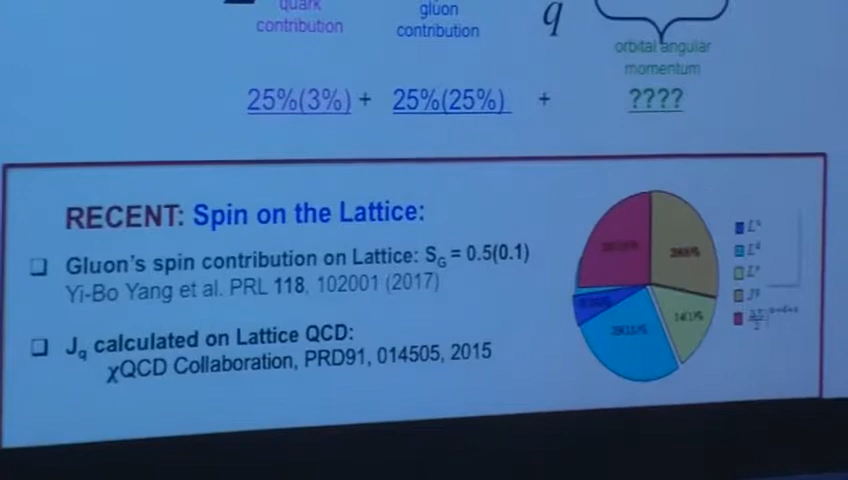 quark
gluon
contribution
contribution
q
orbital angular
momentum
25%(3%) + 25%(25%) + ????
RECENT: Spin on the Lattice:
❑ Gluon's spin contribution on Lattice: S_G = 0.5(0.1)
Yi-Bo Yang et al. PRL 118, 102001 (2017)
❑ J_q calculated on Lattice QCD:
χQCD Collaboration, PRD91, 014505, 2015